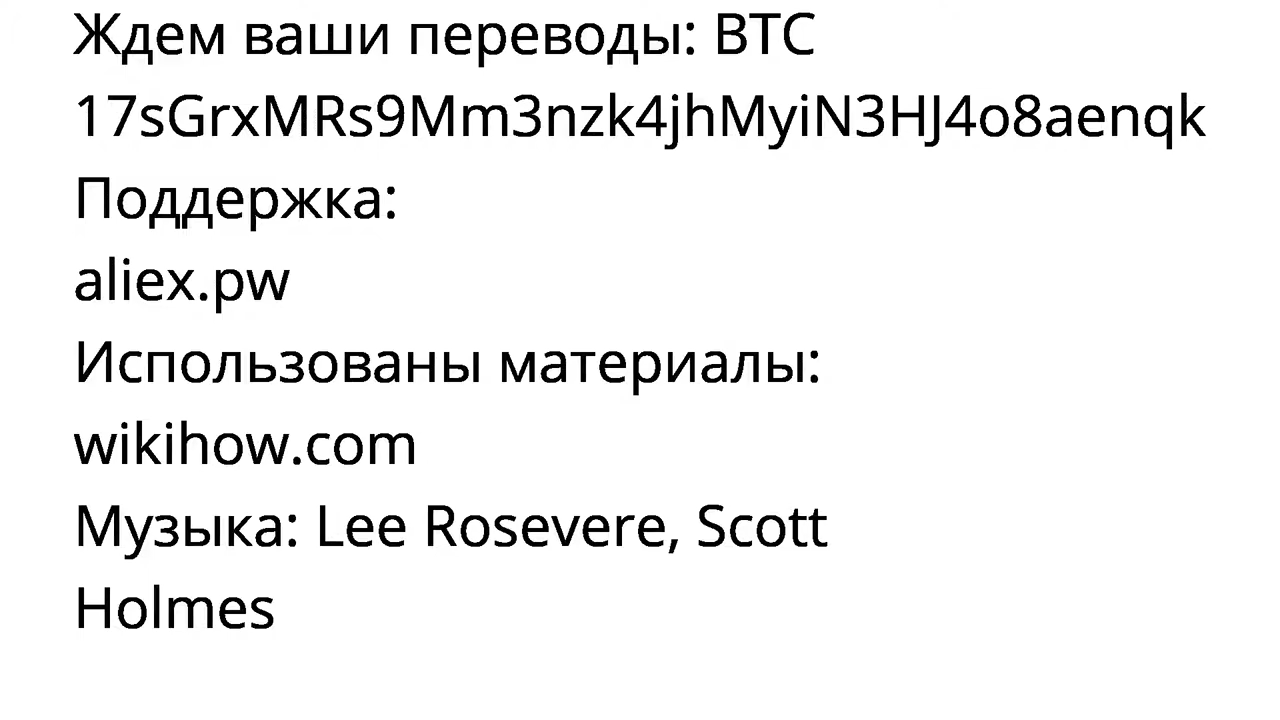 Ждем ваши переводы: BTC
17sGrxMRs9Mm3nzk4jhMyiN3HJ4o8aenqk
Поддержка:
aliex.pw
Использованы материалы:
wikihow.com
Музыка: Lee Rosevere, Scott
Holmes